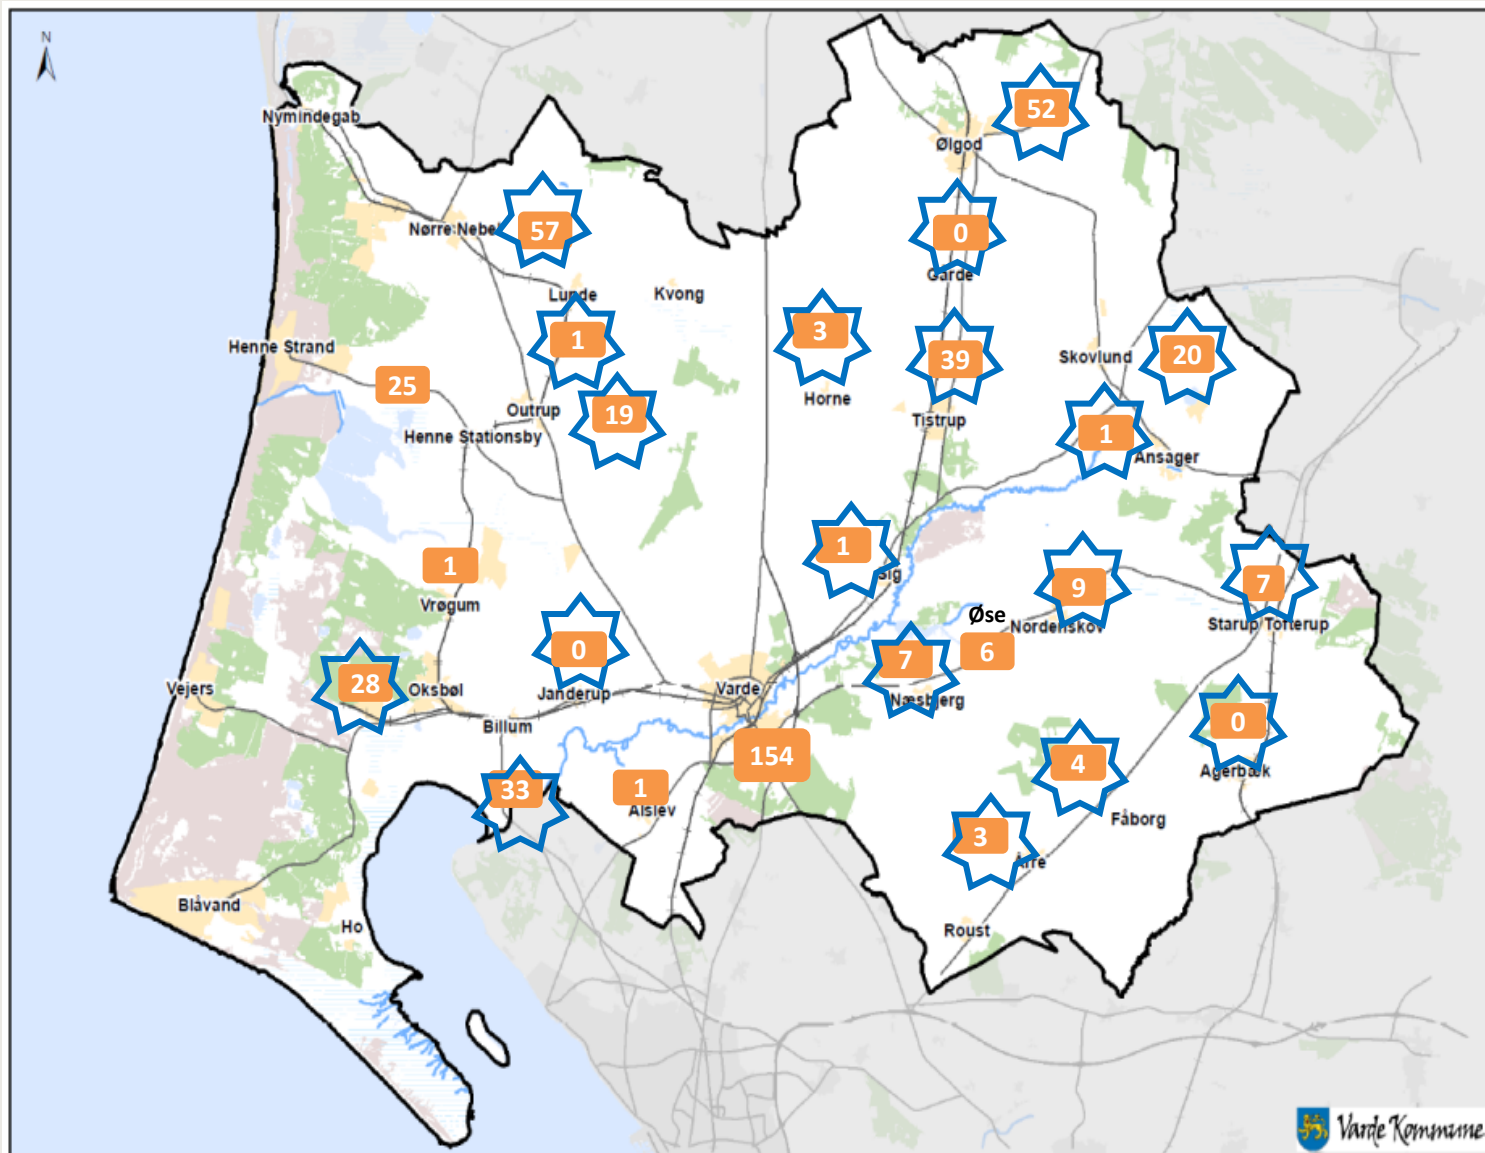 N
52
Nymindegab
Ølgod
Nørre Nebel
57
0
Gårde
Lunde
Kvong
1
3
39
Skovlund
20
Henne Strand
25
Outrup
19
Horne
Tistrup
1
Henne Stationsby
Ansager
1
Sig
1
Vrøgum
9
7
Øse
Nordenskov
Starup Tofterup
0
7
6
28
Vejers
Oksbøl
Janderup
Varde
Næsbjerg
0
Billum
154
4
Agerbæk
33
1
Alslev
Fåborg
3
Årre
Blåvand
Ho
Roust
Varde Kommune